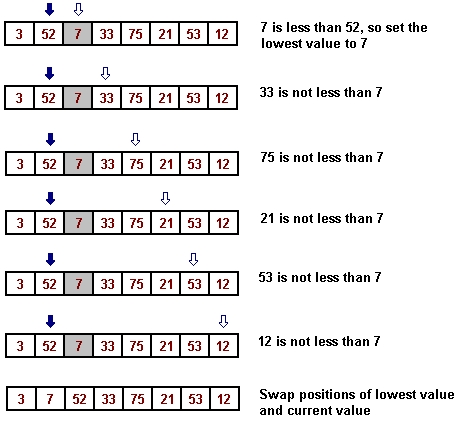 3 52 7 33 75 21 53 12
7 is less than 52, so set the
lowest value to 7
3 52 7 33 75 21 53 12
33 is not less than 7
3 52 7 33 75 21 53 12
75 is not less than 7
3 52 7 33 75 21 53 12
21 is not less than 7
3 52 7 33 75 21 53 12
53 is not less than 7
3 52 7 33 75 21 53 12
12 is not less than 7
3 7 52 33 75 21 53 12
Swap positions of lowest value
and current value